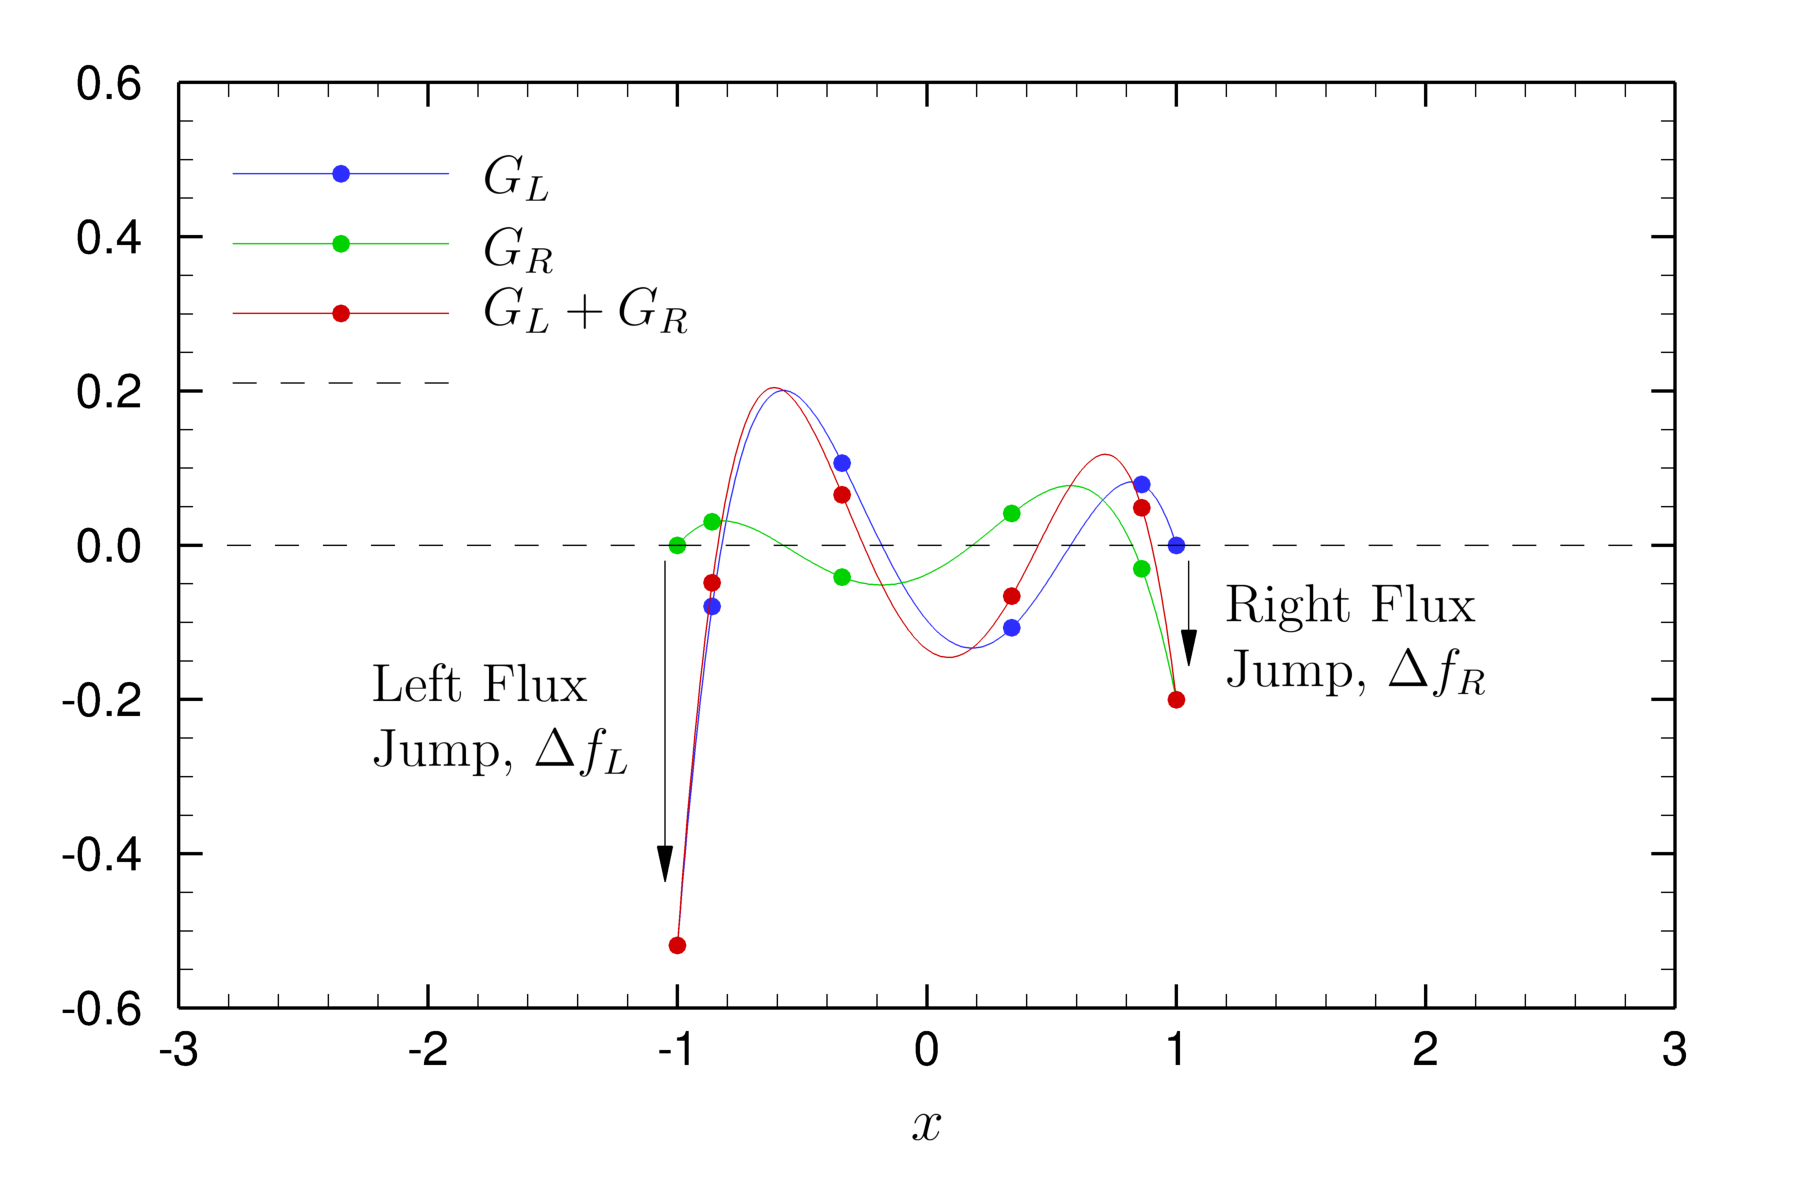 0.6
0.4
0.2
0.0
-0.2
-0.4
-0.6
G_L
G_R
G_L + G_R
Left Flux
Jump, Δf_L
Right Flux
Jump, Δf_R
-3 -2 -1 0 1 2 3
x